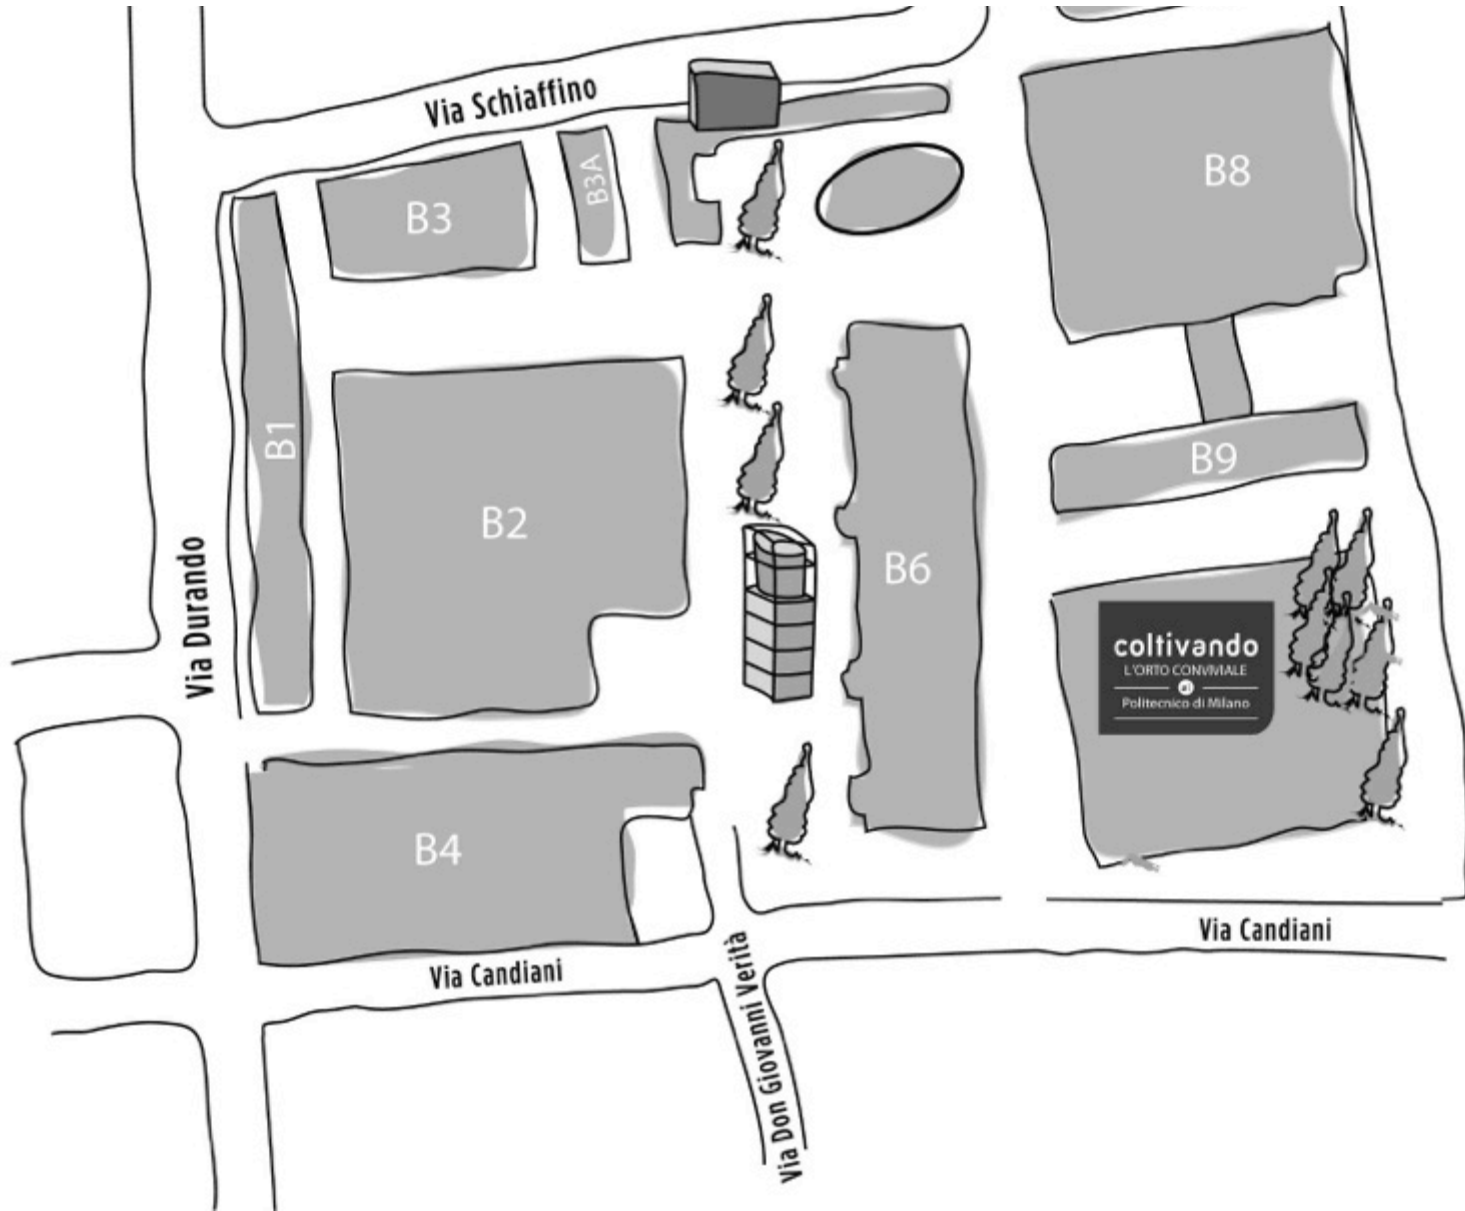 Via Schiaffino
B8
B3A
B3
B1
B9
B2
B6
Via Durando
coltivando
L'ORTO CONVIVIALE
al
Politecnico di Milano
B4
Via Candiani
Via Candiani
Via Don Giovanni Verità